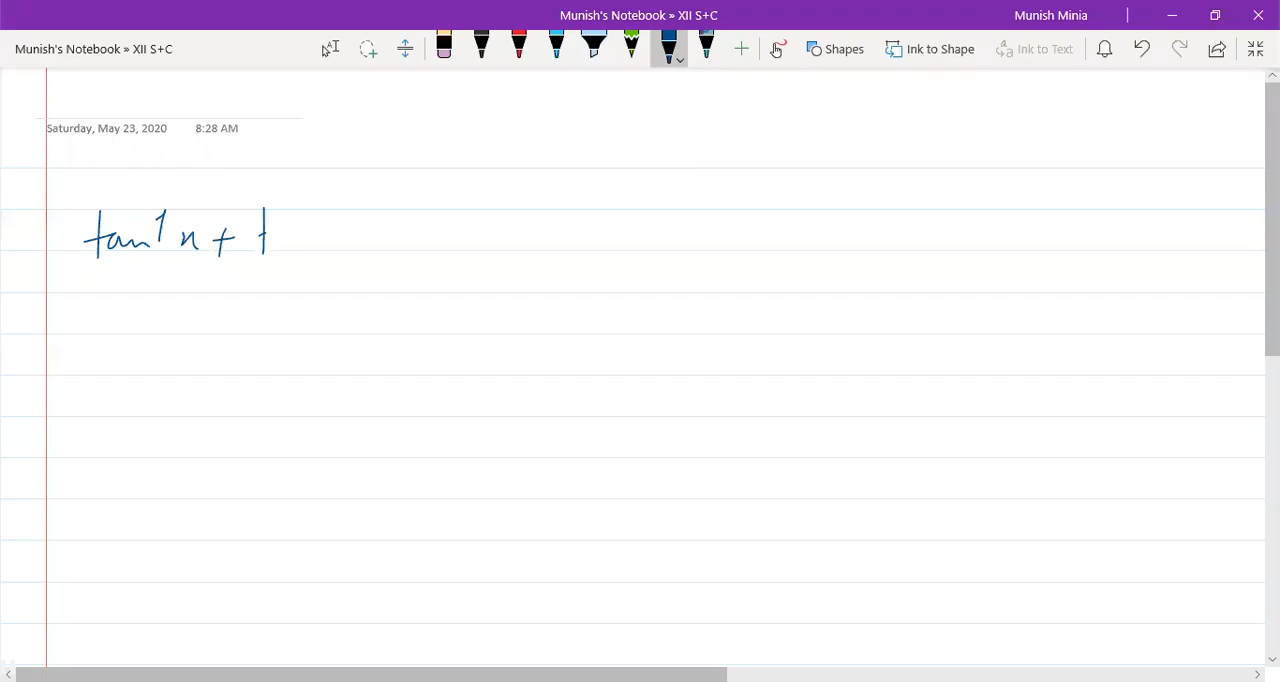 Munish's Notebook » XII S+C
Munish Minia
Munish's Notebook » XII S+C
Shapes
Ink to Shape
Ink to Text
Saturday, May 23, 2020 8:28 AM
tan⁻¹ x + t